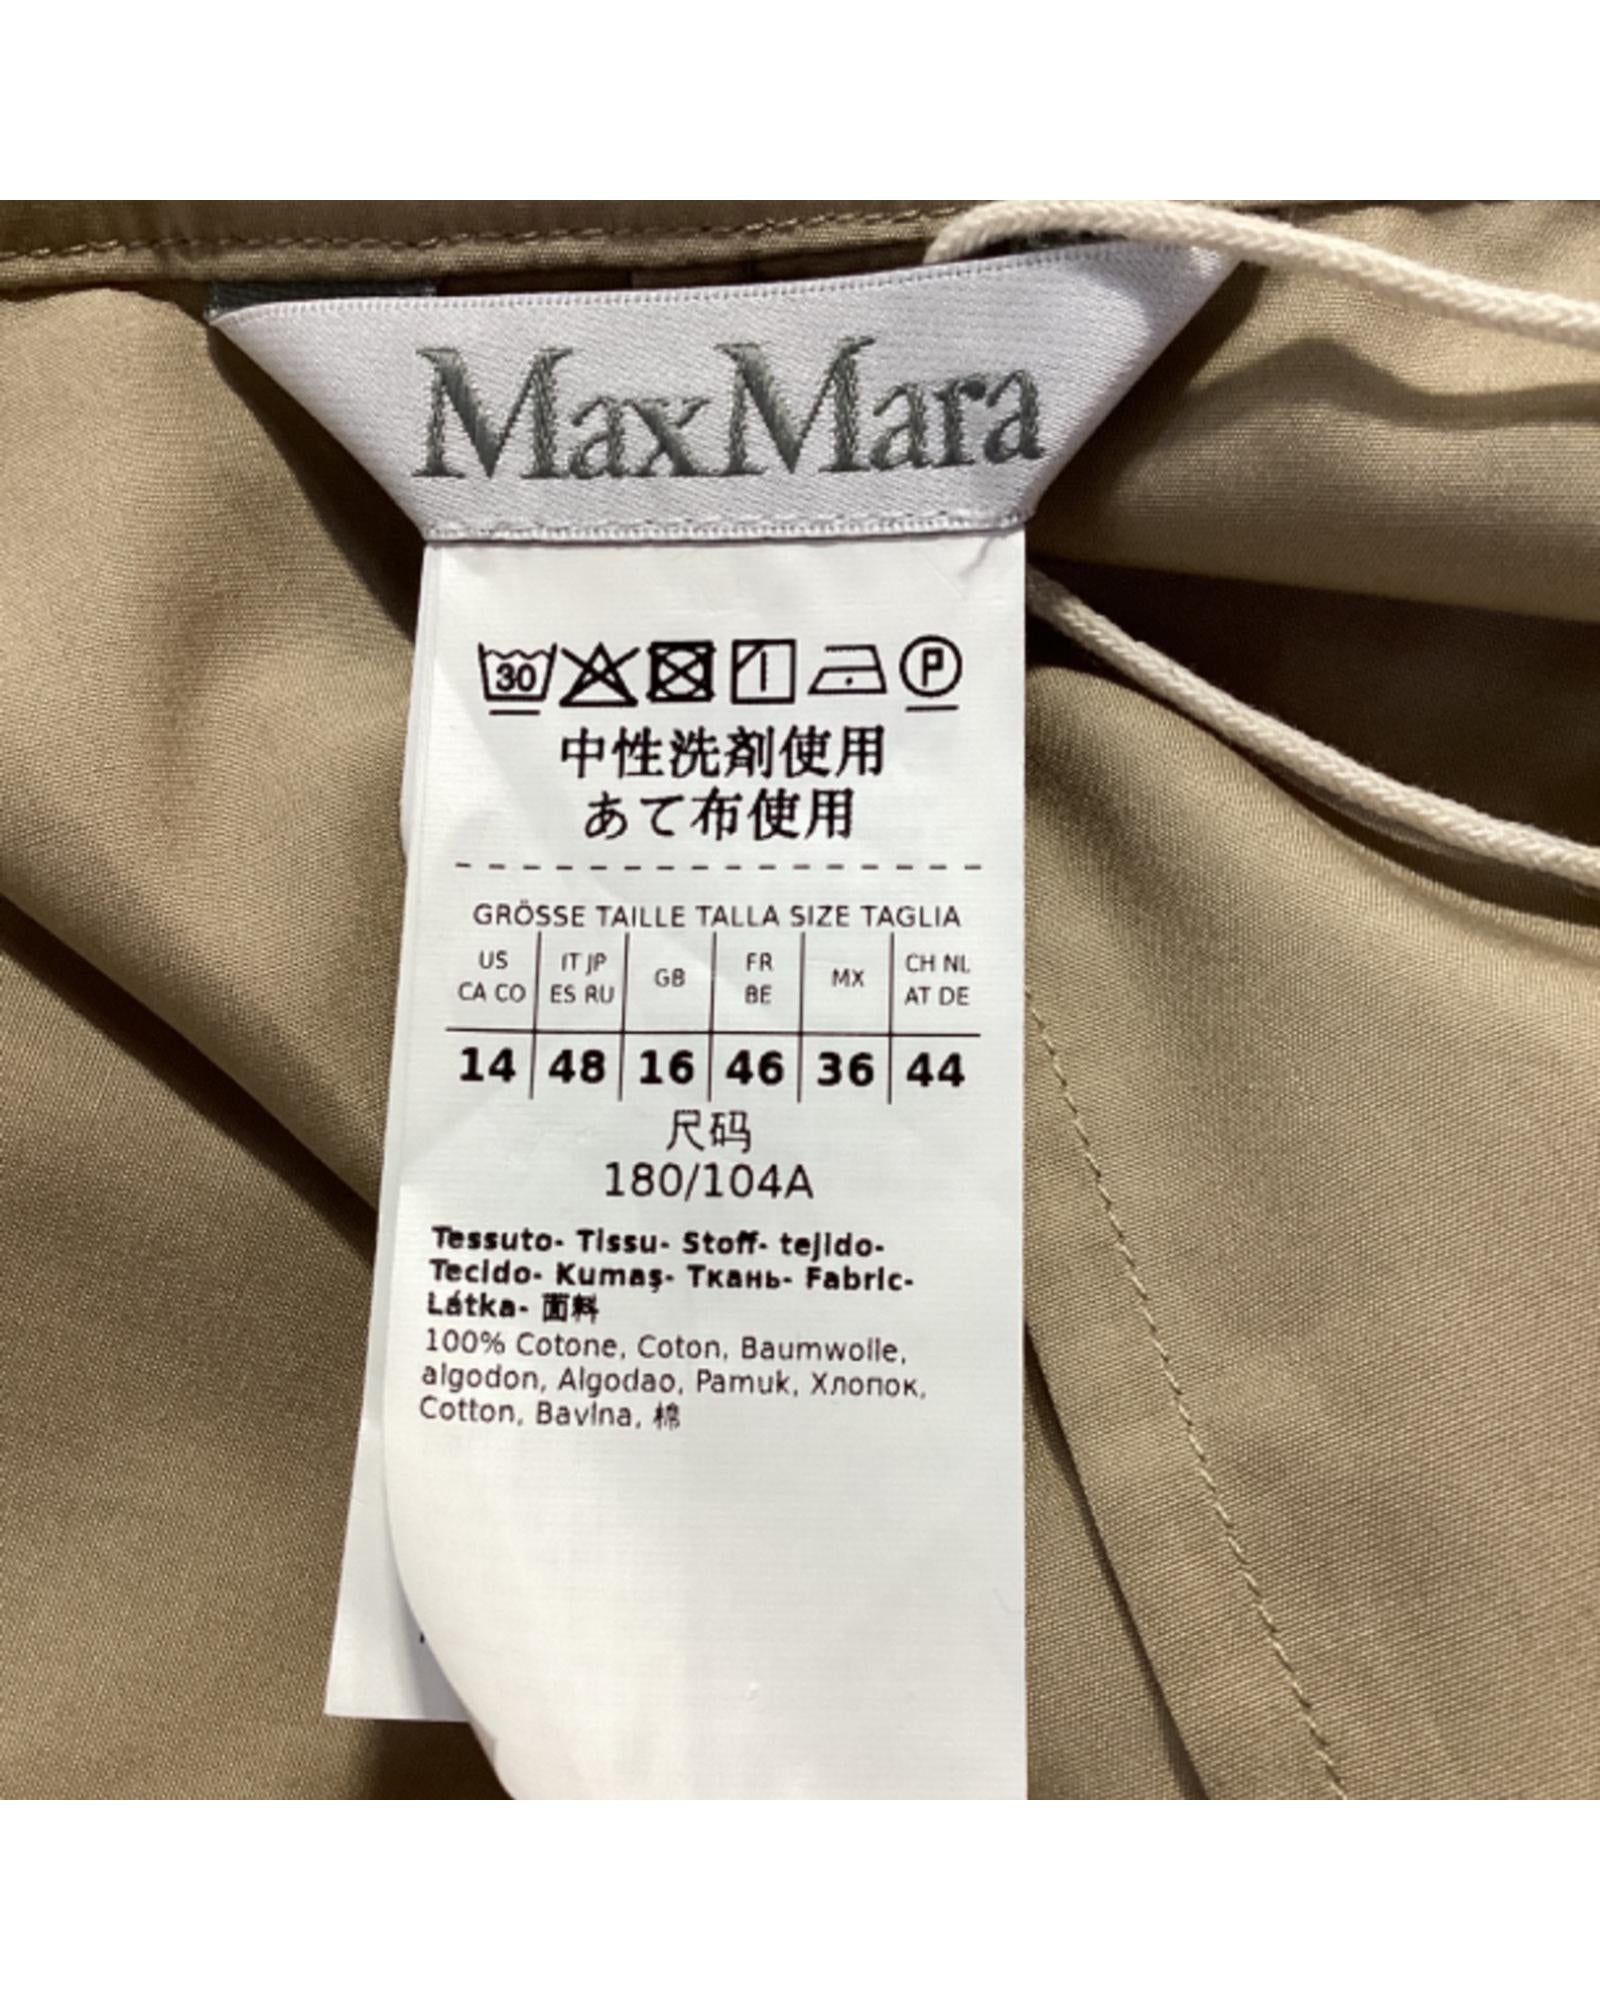 MaxMara
30 P
中性洗剤使用
あて布使用
GRÖSSE TAILLE TALLA SIZE TAGLIA
US IT JP GB FR MX CH NL
CA CO ES RU BE AT DE
14 48 16 46 36 44
尺码
180/104A
Tessuto- Tissu- Stoff- tejido-
Tecido- Kumaş- Ткань- Fabric-
Látka- 面料
100% Cotone, Coton, Baumwolle,
algodon, Algodao, Pamuk, Хлопок,
Cotton, Bavlna, 棉